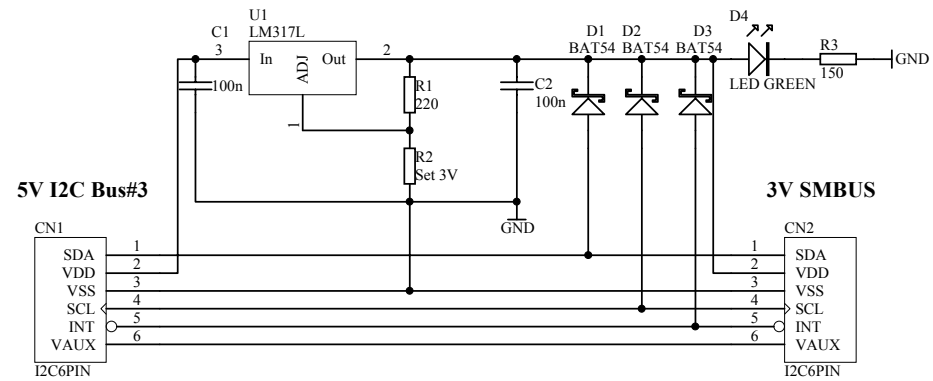 U1
LM317L
C1
3
In
Out
ADJ
2
1
100n
R1
220
R2
Set 3V
C2
100n
GND
D1
BAT54
D2
BAT54
D3
BAT54
D4
LED GREEN
R3
150
GND
5V I2C Bus#3
3V SMBUS
CN1
SDA 1
VDD 2
VSS 3
SCL 4
INT 5
VAUX 6
I2C6PIN
CN2
1 SDA
2 VDD
3 VSS
4 SCL
5 INT
6 VAUX
I2C6PIN